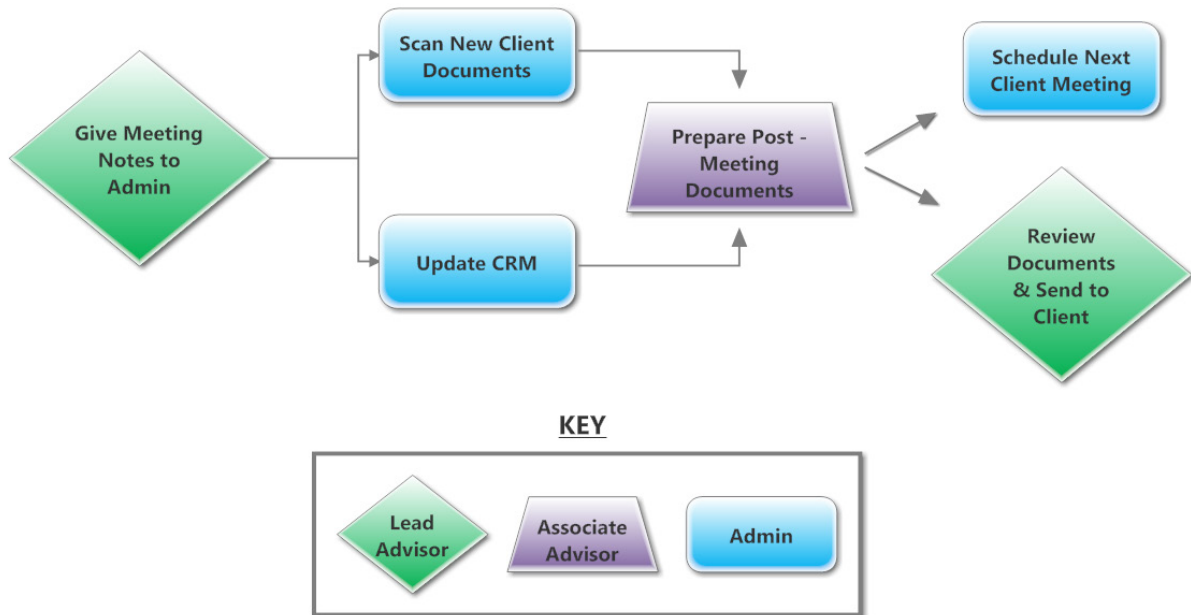 Give Meeting
Notes to
Admin
Scan New Client
Documents
Update CRM
Prepare Post -
Meeting
Documents
Schedule Next
Client Meeting
Review
Documents
& Send to
Client
KEY
Lead
Advisor
Associate
Advisor
Admin